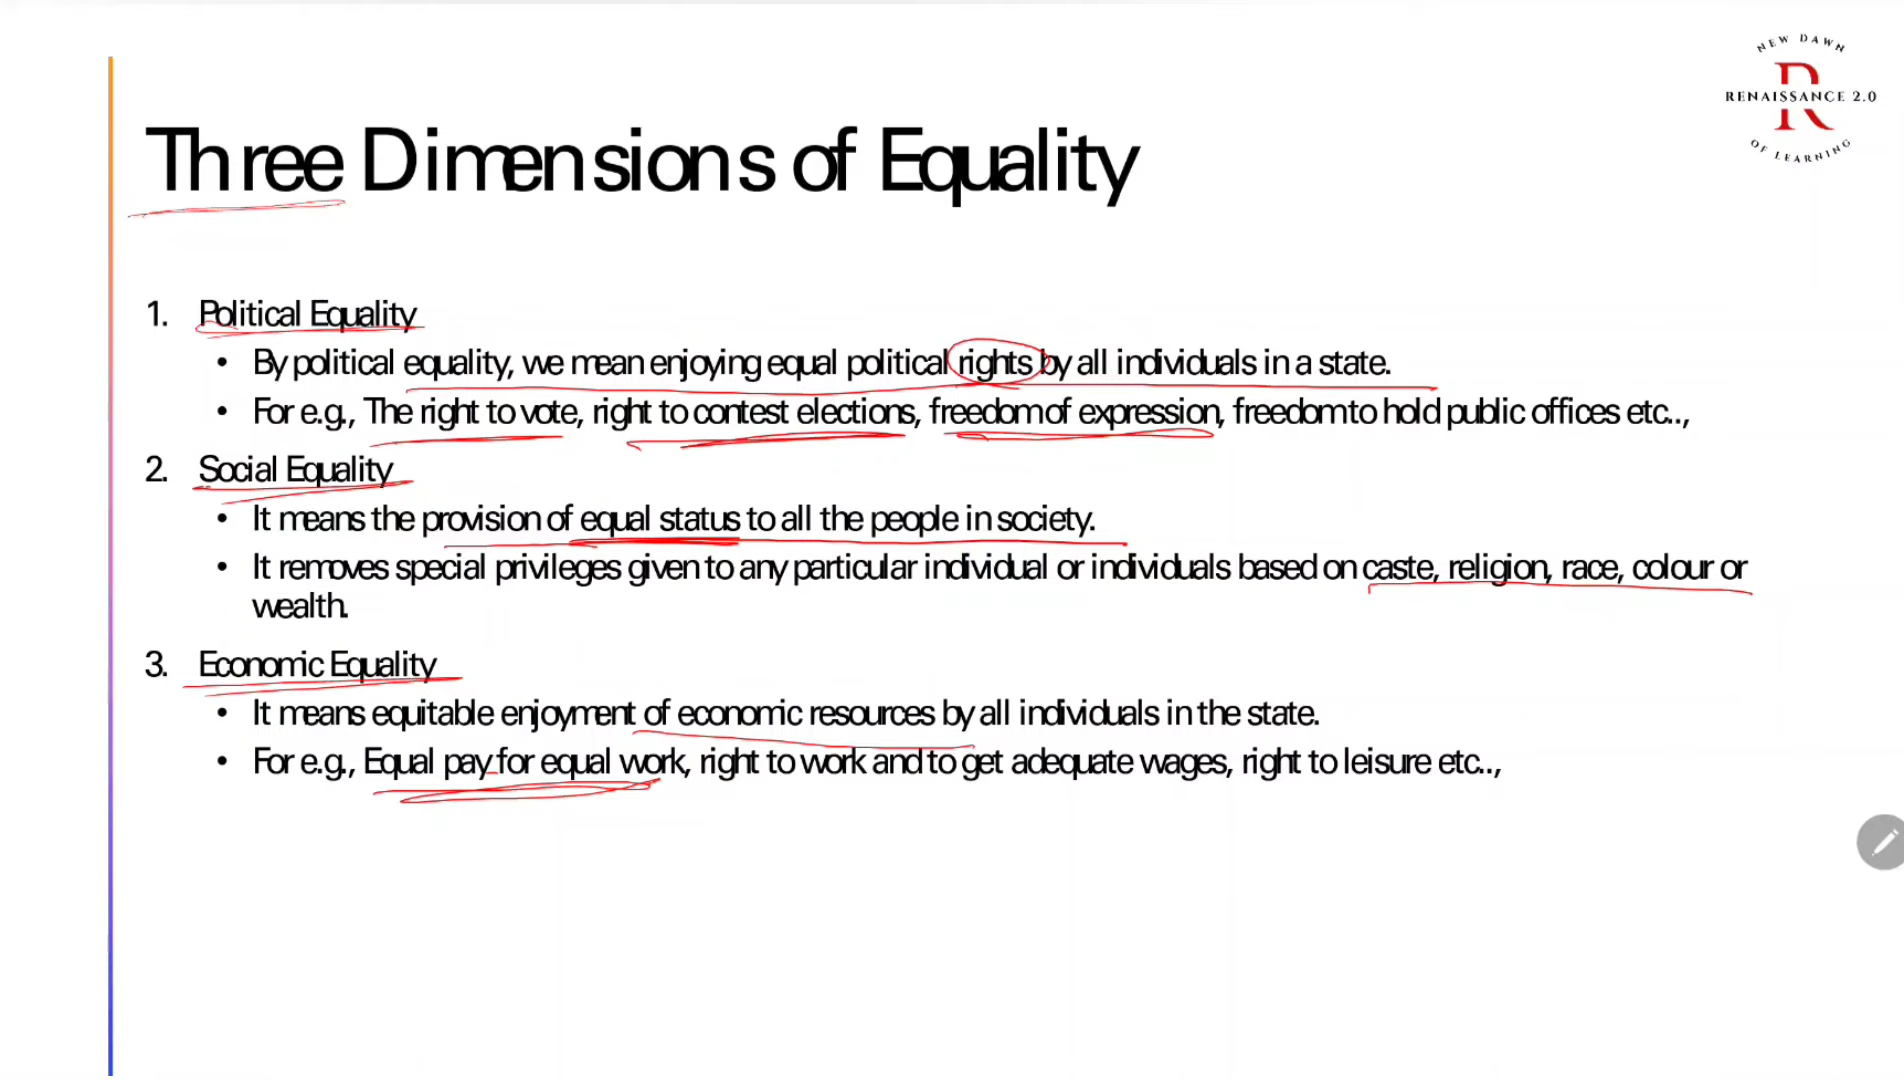 NEW DAWN
R
RENAISSANCE 2.0
OF LEARNING
Three Dimensions of Equality
1. Political Equality
• By political equality, we mean enjoying equal political rights by all individuals in a state.
• For e.g., The right to vote, right to contest elections, freedom of expression, freedom to hold public offices etc..,
2. Social Equality
• It means the provision of equal status to all the people in society.
• It removes special privileges given to any particular individual or individuals based on caste, religion, race, colour or
wealth.
3. Economic Equality
• It means equitable enjoyment of economic resources by all individuals in the state.
• For e.g., Equal pay for equal work, right to work and to get adequate wages, right to leisure etc..,